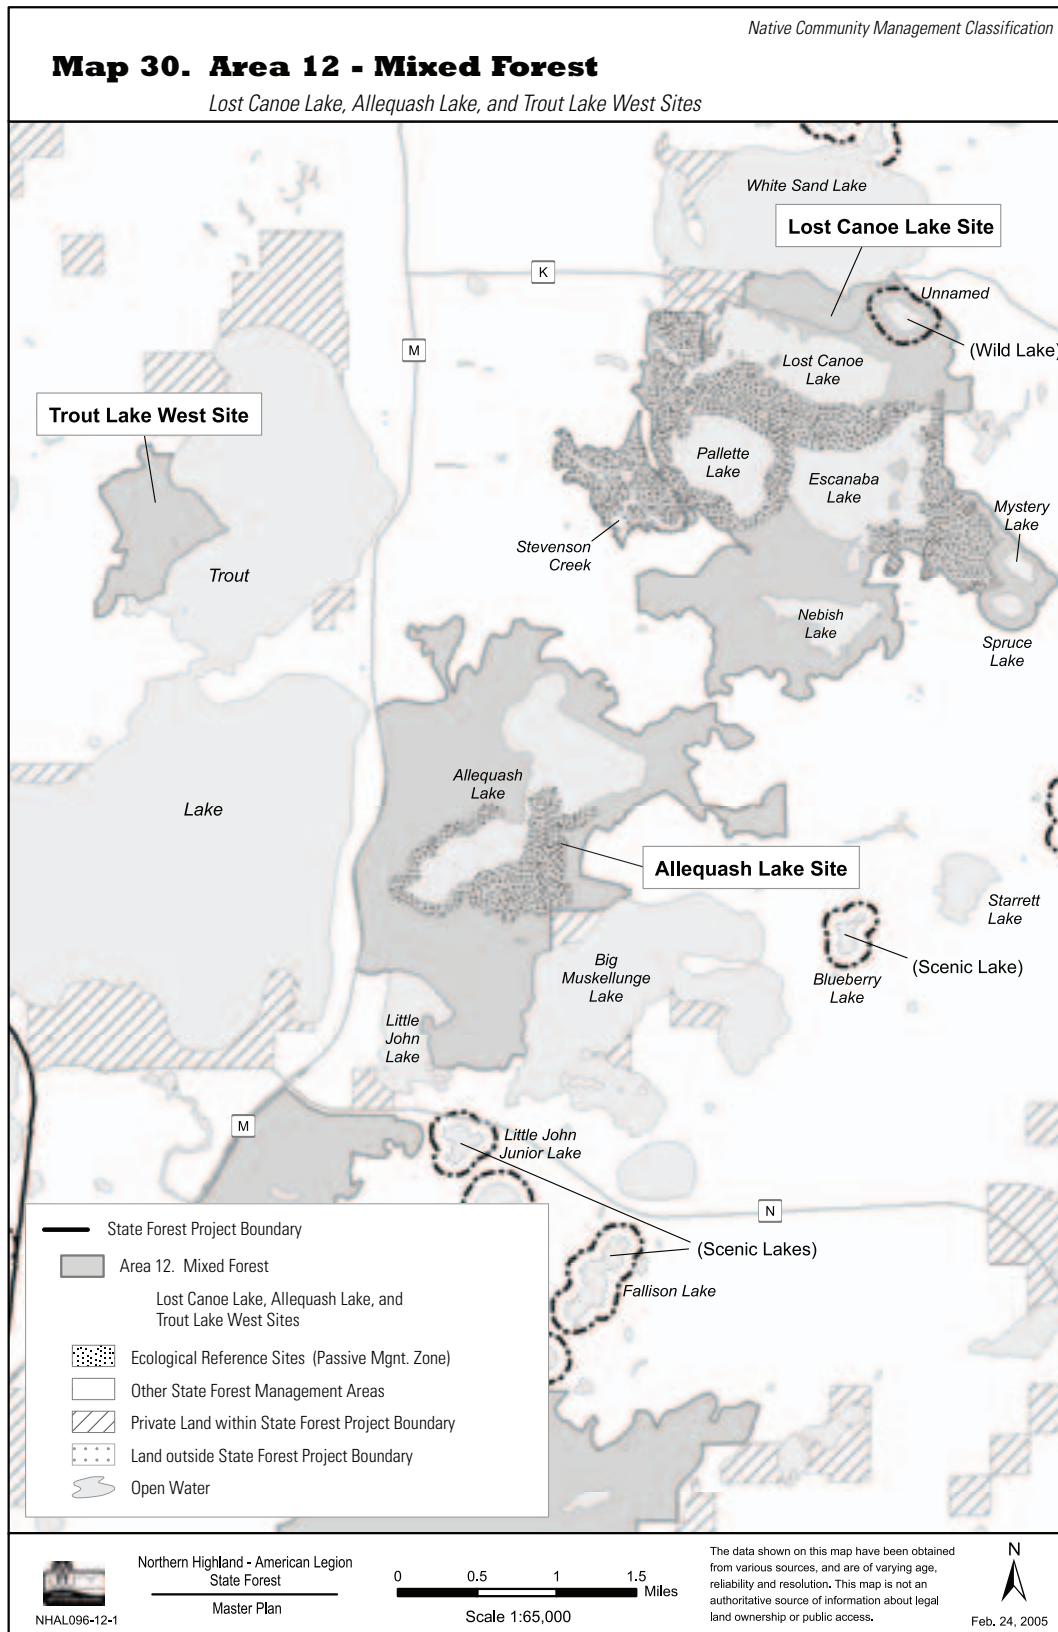 Native Community Management Classification
Map 30. Area 12 - Mixed Forest
Lost Canoe Lake, Allequash Lake, and Trout Lake West Sites
White Sand Lake
Lost Canoe Lake Site
K
Unnamed
M
(Wild Lake)
Lost Canoe
Lake
Trout Lake West Site
Pallette
Lake
Escanaba
Lake
Mystery
Lake
Stevenson
Creek
Trout
Nebish
Lake
Spruce
Lake
Allequash
Lake
Lake
Allequash Lake Site
Starrett
Lake
Big
Muskellunge
Lake
(Scenic Lake)
Blueberry
Lake
Little
John
Lake
M
Little John
Junior Lake
N
(Scenic Lakes)
Fallison Lake
State Forest Project Boundary
Area 12. Mixed Forest
Lost Canoe Lake, Allequash Lake, and
Trout Lake West Sites
Ecological Reference Sites (Passive Mgnt. Zone)
Other State Forest Management Areas
Private Land within State Forest Project Boundary
Land outside State Forest Project Boundary
Open Water
NHAL096-12-1
Northern Highland - American Legion
State Forest
Master Plan
0 0.5 1 1.5
Miles
Scale 1:65,000
The data shown on this map have been obtained
from various sources, and are of varying age,
reliability and resolution. This map is not an
authoritative source of information about legal
land ownership or public access.
N
Feb. 24, 2005